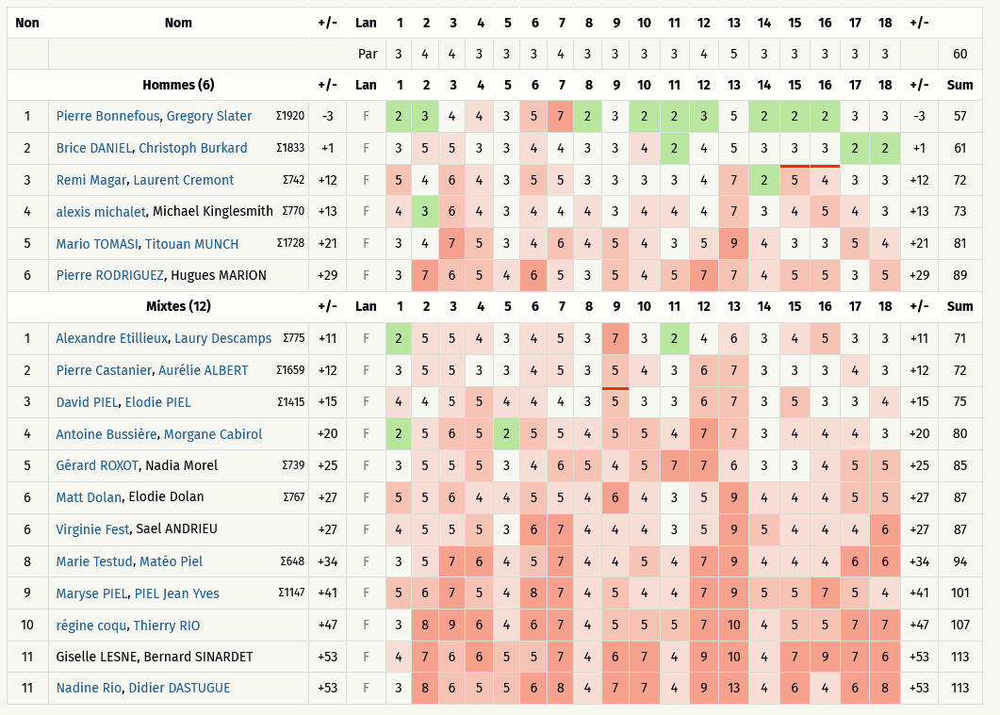 Non Nom +/- Lan 1 2 3 4 5 6 7 8 9 10 11 12 13 14 15 16 17 18 +/-
Par 3 4 4 3 3 3 4 3 3 3 3 4 5 3 3 3 3 3 60
Hommes (6) +/- Lan 1 2 3 4 5 6 7 8 9 10 11 12 13 14 15 16 17 18 +/- Sum
1 Pierre Bonnefous, Gregory Slater Σ1920 -3 F 2 3 4 4 3 5 7 2 3 2 2 3 5 2 2 2 3 3 -3 57
2 Brice DANIEL, Christoph Burkard Σ1833 +1 F 3 5 5 3 3 4 4 3 3 4 2 4 5 3 3 3 2 2 +1 61
3 Remi Magar, Laurent Cremont Σ742 +12 F 5 4 6 4 3 5 5 3 3 3 3 4 7 2 5 4 3 3 +12 72
4 alexis michalet, Michael Kinglesmith Σ770 +13 F 4 3 6 4 3 4 4 4 3 4 4 4 7 3 4 5 4 3 +13 73
5 Mario TOMASI, Titouan MUNCH Σ1728 +21 F 3 4 7 5 3 4 6 4 5 4 3 5 9 4 3 3 5 4 +21 81
6 Pierre RODRIGUEZ, Hugues MARION +29 F 3 7 6 5 4 6 5 3 5 4 5 7 7 4 5 5 3 5 +29 89
Mixtes (12) +/- Lan 1 2 3 4 5 6 7 8 9 10 11 12 13 14 15 16 17 18 +/- Sum
1 Alexandre Etillieux, Laury Descamps Σ775 +11 F 2 5 5 4 3 4 5 3 7 3 2 4 6 3 4 5 3 3 +11 71
2 Pierre Castanier, Aurélie ALBERT Σ1659 +12 F 3 5 5 3 3 4 5 3 5 4 3 6 7 3 3 3 4 3 +12 72
3 David PIEL, Elodie PIEL Σ1415 +15 F 4 4 5 5 4 4 4 3 5 3 3 6 7 3 5 3 3 4 +15 75
4 Antoine Bussière, Morgane Cabirol +20 F 2 5 6 5 2 5 5 4 5 5 4 7 7 3 4 4 4 3 +20 80
5 Gérard ROXOT, Nadia Morel Σ739 +25 F 3 5 5 5 3 4 6 5 4 5 7 7 6 3 3 4 5 5 +25 85
6 Matt Dolan, Elodie Dolan Σ767 +27 F 5 5 6 4 4 5 5 4 6 4 3 5 9 4 4 4 5 5 +27 87
6 Virginie Fest, Sael ANDRIEU +27 F 4 5 5 5 3 6 7 4 4 4 3 5 9 5 4 4 4 6 +27 87
8 Marie Testud, Matéo Piel Σ648 +34 F 3 5 7 6 4 5 7 4 4 5 4 7 9 4 4 4 6 6 +34 94
9 Maryse PIEL, PIEL Jean Yves Σ1147 +41 F 5 6 7 5 4 8 7 4 5 4 4 7 9 5 5 7 5 4 +41 101
10 régine coqu, Thierry RIO +47 F 3 8 9 6 4 6 7 4 5 5 5 7 10 4 5 5 7 7 +47 107
11 Giselle LESNE, Bernard SINARDET +53 F 4 7 6 6 5 5 7 4 6 7 4 9 10 4 7 9 7 6 +53 113
11 Nadine Rio, Didier DASTUGUE +53 F 3 8 6 5 5 6 8 4 7 7 4 9 13 4 6 4 6 8 +53 113